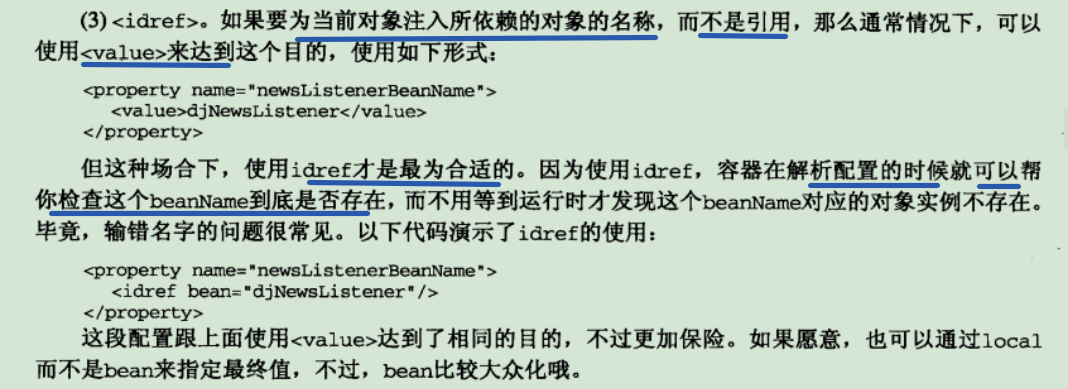 (3) <idref>。如果要为当前对象注入所依赖的对象的名称，而不是引用，那么通常情况下，可以
使用<value>来达到这个目的，使用如下形式：
<property name="newsListenerBeanName">
<value>djNewsListener</value>
</property>
但这种场合下，使用idref才是最为合适的。因为使用idref，容器在解析配置的时候就可以帮
你检查这个beanName到底是否存在，而不用等到运行时才发现这个beanName对应的对象实例不存在。
毕竟，输错名字的问题很常见。以下代码演示了idref的使用：
<property name="newsListenerBeanName">
<idref bean="djNewsListener"/>
</property>
这段配置跟上面使用<value>达到了相同的目的，不过更加保险。如果愿意，也可以通过local
而不是bean来指定最终值，不过，bean比较大众化哦。